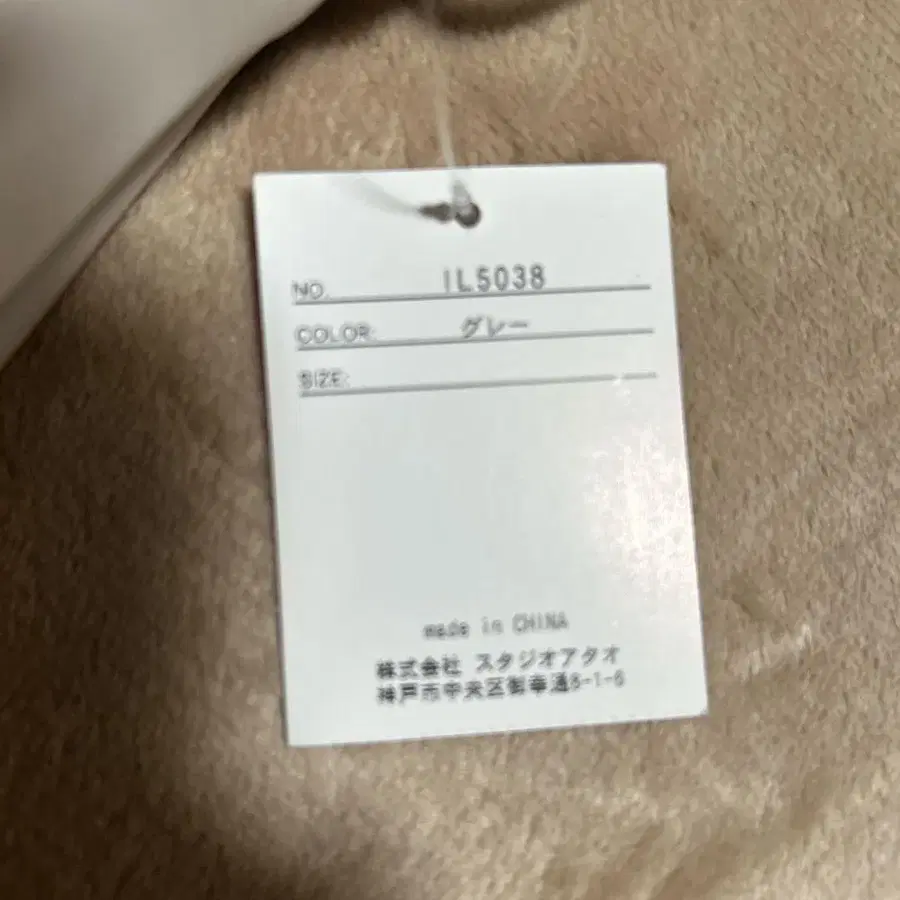 NO. IL5038
COLOR: グレー
SIZE:
made in CHINA
株式会社 スタジオアタオ
神戸市中央区御幸通6-1-6